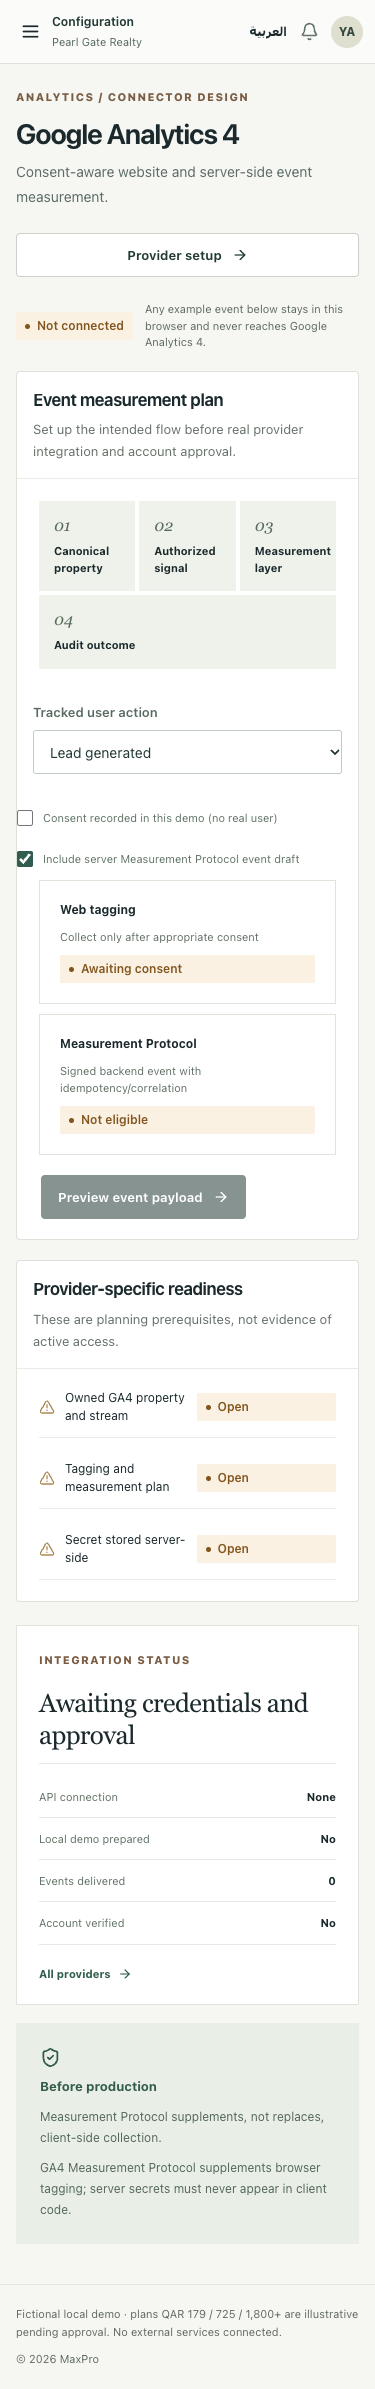 Configuration
Pearl Gate Realty
العربية
YA
ANALYTICS / CONNECTOR DESIGN
Google Analytics 4
Consent-aware website and server-side event
measurement.
Provider setup
Not connected
Any example event below stays in this
browser and never reaches Google
Analytics 4.
Event measurement plan
Set up the intended flow before real provider
integration and account approval.
01
Canonical
property
02
Authorized
signal
03
Measurement
layer
04
Audit outcome
Tracked user action
Lead generated
Consent recorded in this demo (no real user)
Include server Measurement Protocol event draft
Web tagging
Collect only after appropriate consent
Awaiting consent
Measurement Protocol
Signed backend event with
idempotency/correlation
Not eligible
Preview event payload
Provider-specific readiness
These are planning prerequisites, not evidence of
active access.
Owned GA4 property
and stream
Open
Tagging and
measurement plan
Open
Secret stored server-
side
Open
INTEGRATION STATUS
Awaiting credentials and
approval
API connection None
Local demo prepared No
Events delivered 0
Account verified No
All providers
Before production
Measurement Protocol supplements, not replaces,
client-side collection.
GA4 Measurement Protocol supplements browser
tagging; server secrets must never appear in client
code.
Fictional local demo · plans QAR 179 / 725 / 1,800+ are illustrative
pending approval. No external services connected.
© 2026 MaxPro